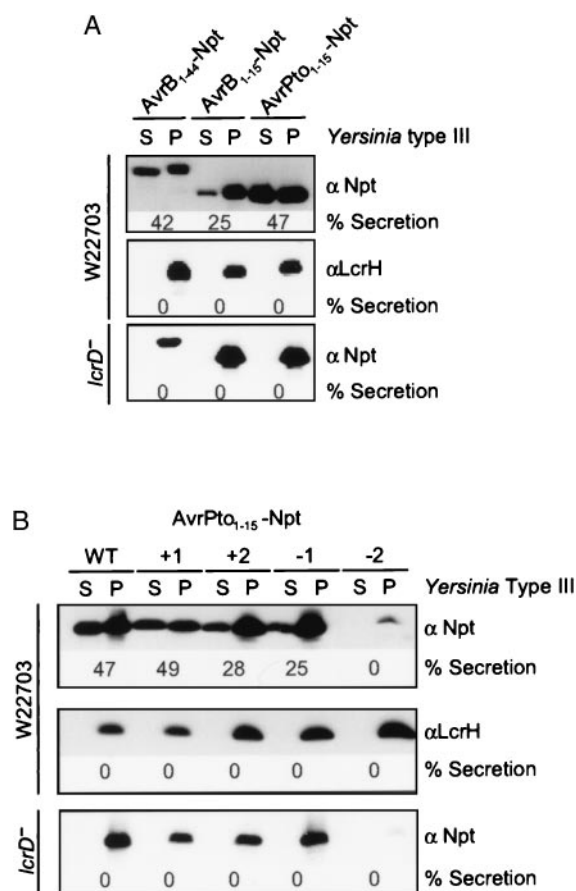 A
AvrB1-44-Npt AvrB1-15-Npt AvrPto1-15-Npt
S P S P S P Yersinia type III
W22703
α Npt
42 25 47 % Secretion
αLcrH
0 0 0 % Secretion
lcrD-
α Npt
0 0 0 % Secretion
B
AvrPto1-15-Npt
WT +1 +2 -1 -2
S P S P S P S P S P Yersinia Type III
W22703
α Npt
47 49 28 25 0 % Secretion
αLcrH
0 0 0 0 0 % Secretion
lcrD-
α Npt
0 0 0 0 0 % Secretion